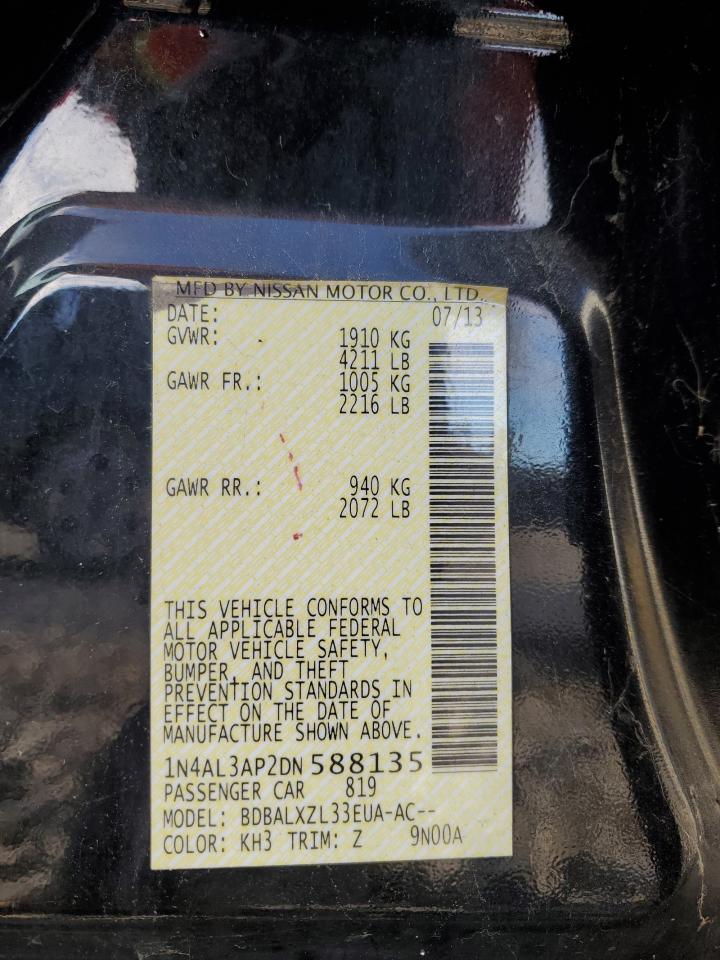 MFD BY NISSAN MOTOR CO., LTD.
DATE: 07/13
GVWR: 1910 KG
4211 LB
GAWR FR.: 1005 KG
2216 LB
GAWR RR.: 940 KG
2072 LB
THIS VEHICLE CONFORMS TO
ALL APPLICABLE FEDERAL
MOTOR VEHICLE SAFETY,
BUMPER, AND THEFT
PREVENTION STANDARDS IN
EFFECT ON THE DATE OF
MANUFACTURE SHOWN ABOVE.
1N4AL3AP2DN588135
PASSENGER CAR 819
MODEL: BDBALXZL33EUA-AC--
COLOR: KH3 TRIM: Z 9N00A